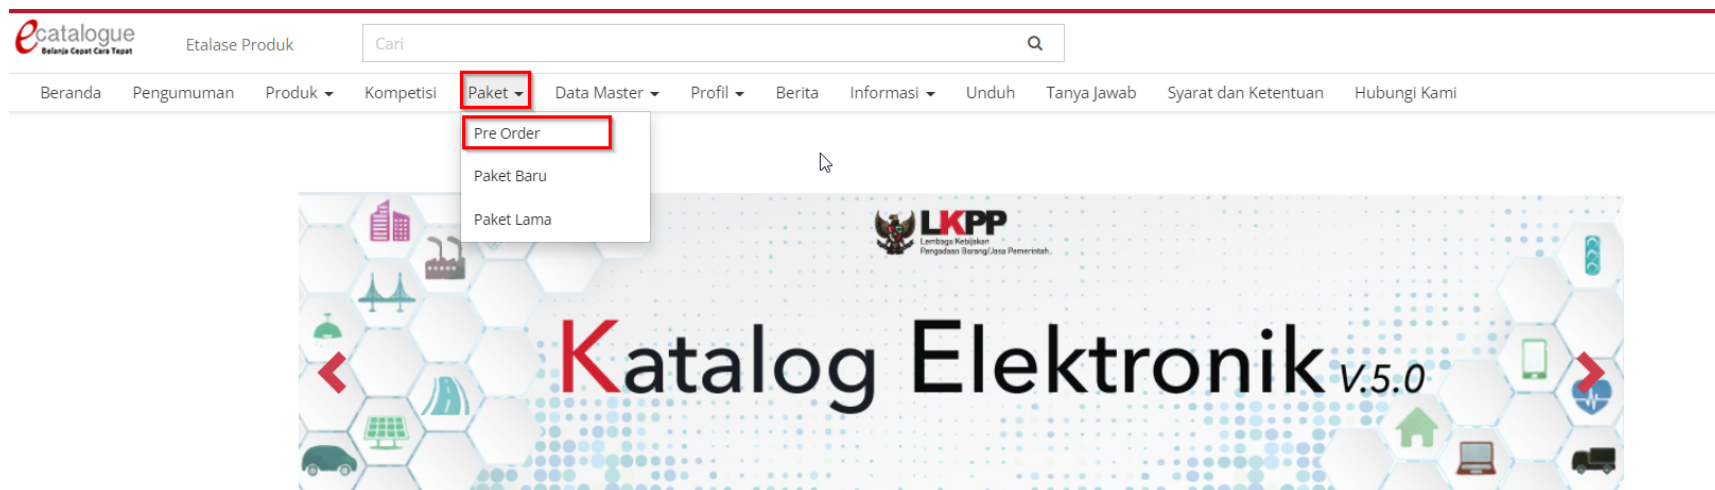 ecatalogue
Belanja Cepat Cara Tepat
Etalase Produk
Cari
Beranda Pengumuman Produk Kompetisi Paket Data Master Profil Berita Informasi Unduh Tanya Jawab Syarat dan Ketentuan Hubungi Kami
Pre Order
Paket Baru
Paket Lama
LKPP
Lembaga Kebijakan
Pengadaan Barang/Jasa Pemerintah
Katalog Elektronik V.5.0